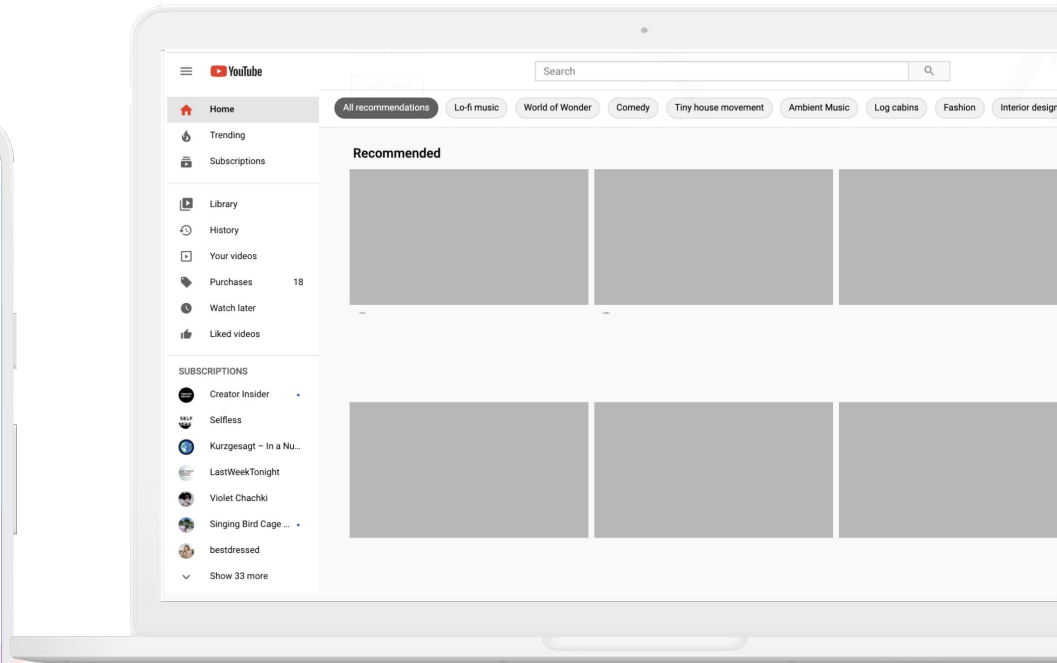 YouTube
Search
Home
Trending
Subscriptions
Library
History
Your videos
Purchases 18
Watch later
Liked videos
SUBSCRIPTIONS
Creator Insider
SELF
Selfless
Kurzgesagt – In a Nu...
LastWeekTonight
Violet Chachki
Singing Bird Cage ...
bestdressed
Show 33 more
All recommendations Lo-fi music World of Wonder Comedy Tiny house movement Ambient Music Log cabins Fashion Interior design
Recommended